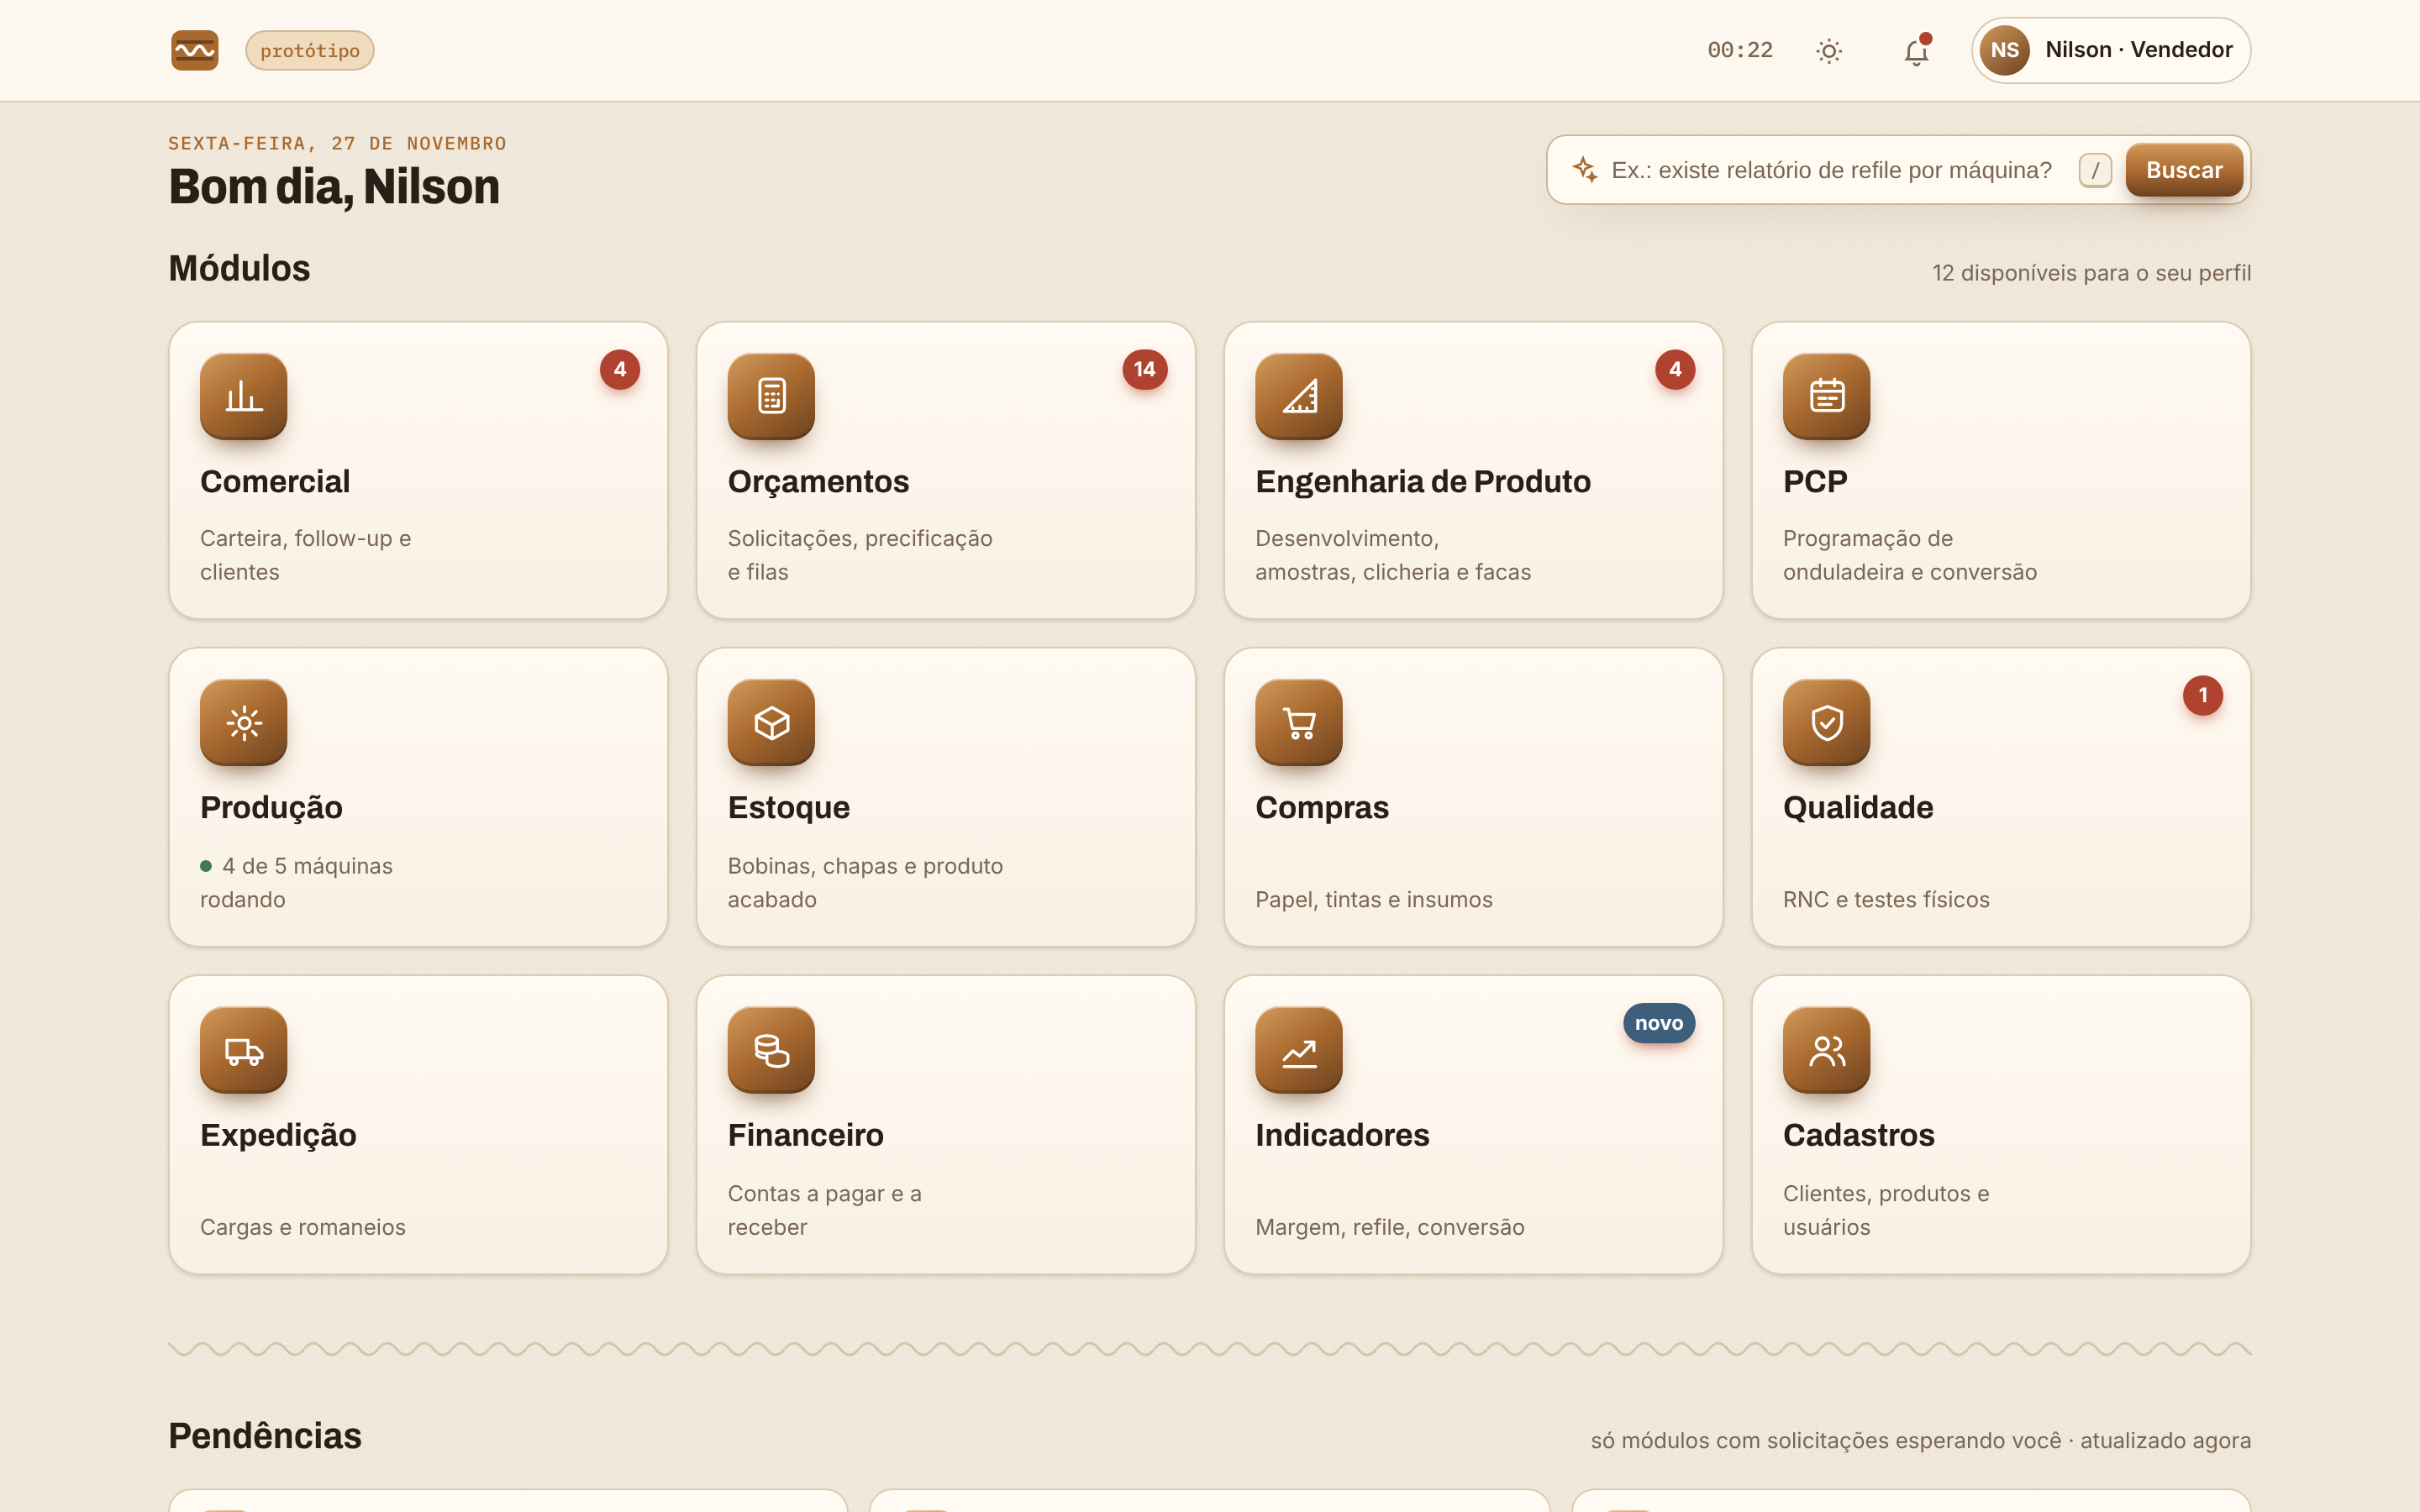 protótipo
00:22
NS
Nilson · Vendedor
SEXTA-FEIRA, 27 DE NOVEMBRO
Bom dia, Nilson
Ex.: existe relatório de refile por máquina?
/
Buscar
Módulos
12 disponíveis para o seu perfil
4
Comercial
Carteira, follow-up e
clientes
14
Orçamentos
Solicitações, precificação
e filas
4
Engenharia de Produto
Desenvolvimento,
amostras, clicheria e facas
PCP
Programação de
onduladeira e conversão
Produção
4 de 5 máquinas
rodando
Estoque
Bobinas, chapas e produto
acabado
Compras
Papel, tintas e insumos
1
Qualidade
RNC e testes físicos
Expedição
Cargas e romaneios
Financeiro
Contas a pagar e a
receber
novo
Indicadores
Margem, refile, conversão
Cadastros
Clientes, produtos e
usuários
Pendências
só módulos com solicitações esperando você · atualizado agora